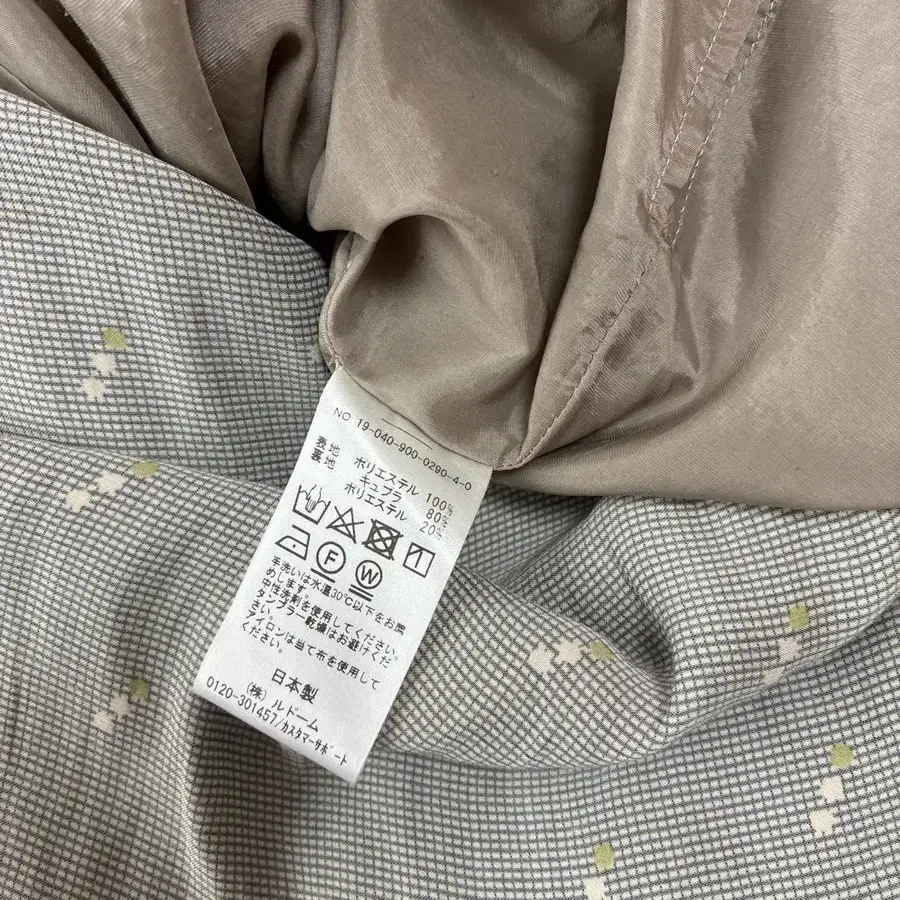 NO 19-040-900-0290-4-0
表地 ポリエステル 100%
裏地 キュプラ 80%
ポリエステル 20%
F W
手洗いは水温30℃以下をお薦
めします。
中性洗剤を使用してください。
タンブラー乾燥はお避けくだ
さい。
アイロンは当て布を使用して
ください。
日本製
(株) ルドーム
0120-301457/カスタマーサポート